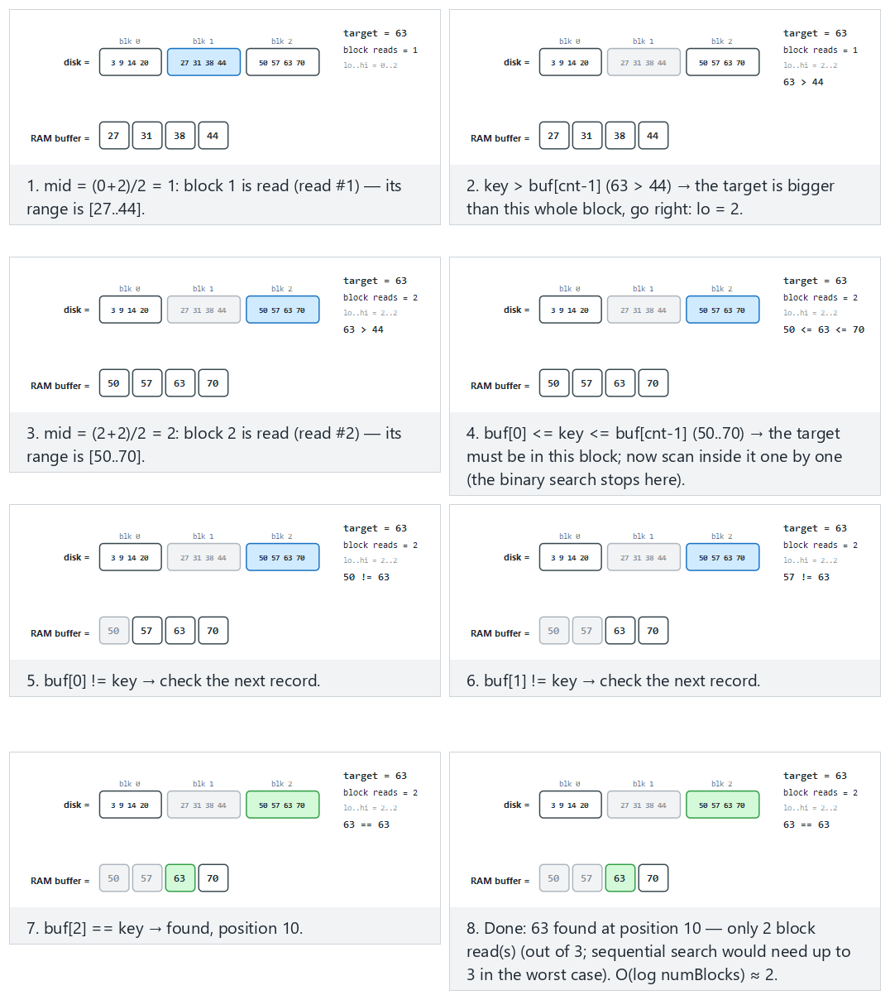 target = 63
blk 0 blk 1 blk 2
block reads = 1
disk = 3 9 14 20 27 31 38 44 50 57 63 70
lo..hi = 0..2
RAM buffer = 27 31 38 44
1. mid = (0+2)/2 = 1: block 1 is read (read #1) — its
range is [27..44].
target = 63
blk 0 blk 1 blk 2
block reads = 1
disk = 3 9 14 20 27 31 38 44 50 57 63 70
lo..hi = 2..2
63 > 44
RAM buffer = 27 31 38 44
2. key > buf[cnt-1] (63 > 44) → the target is bigger
than this whole block, go right: lo = 2.
target = 63
blk 0 blk 1 blk 2
block reads = 2
disk = 3 9 14 20 27 31 38 44 50 57 63 70
lo..hi = 2..2
63 > 44
RAM buffer = 50 57 63 70
3. mid = (2+2)/2 = 2: block 2 is read (read #2) — its
range is [50..70].
target = 63
blk 0 blk 1 blk 2
block reads = 2
disk = 3 9 14 20 27 31 38 44 50 57 63 70
lo..hi = 2..2
50 <= 63 <= 70
RAM buffer = 50 57 63 70
4. buf[0] <= key <= buf[cnt-1] (50..70) → the target
must be in this block; now scan inside it one by one
(the binary search stops here).
target = 63
blk 0 blk 1 blk 2
block reads = 2
disk = 3 9 14 20 27 31 38 44 50 57 63 70
lo..hi = 2..2
50 != 63
RAM buffer = 50 57 63 70
5. buf[0] != key → check the next record.
target = 63
blk 0 blk 1 blk 2
block reads = 2
disk = 3 9 14 20 27 31 38 44 50 57 63 70
lo..hi = 2..2
57 != 63
RAM buffer = 50 57 63 70
6. buf[1] != key → check the next record.
target = 63
blk 0 blk 1 blk 2
block reads = 2
disk = 3 9 14 20 27 31 38 44 50 57 63 70
lo..hi = 2..2
63 == 63
RAM buffer = 50 57 63 70
7. buf[2] == key → found, position 10.
target = 63
blk 0 blk 1 blk 2
block reads = 2
disk = 3 9 14 20 27 31 38 44 50 57 63 70
lo..hi = 2..2
63 == 63
RAM buffer = 50 57 63 70
8. Done: 63 found at position 10 — only 2 block
read(s) (out of 3; sequential search would need up to
3 in the worst case). O(log numBlocks) ≈ 2.